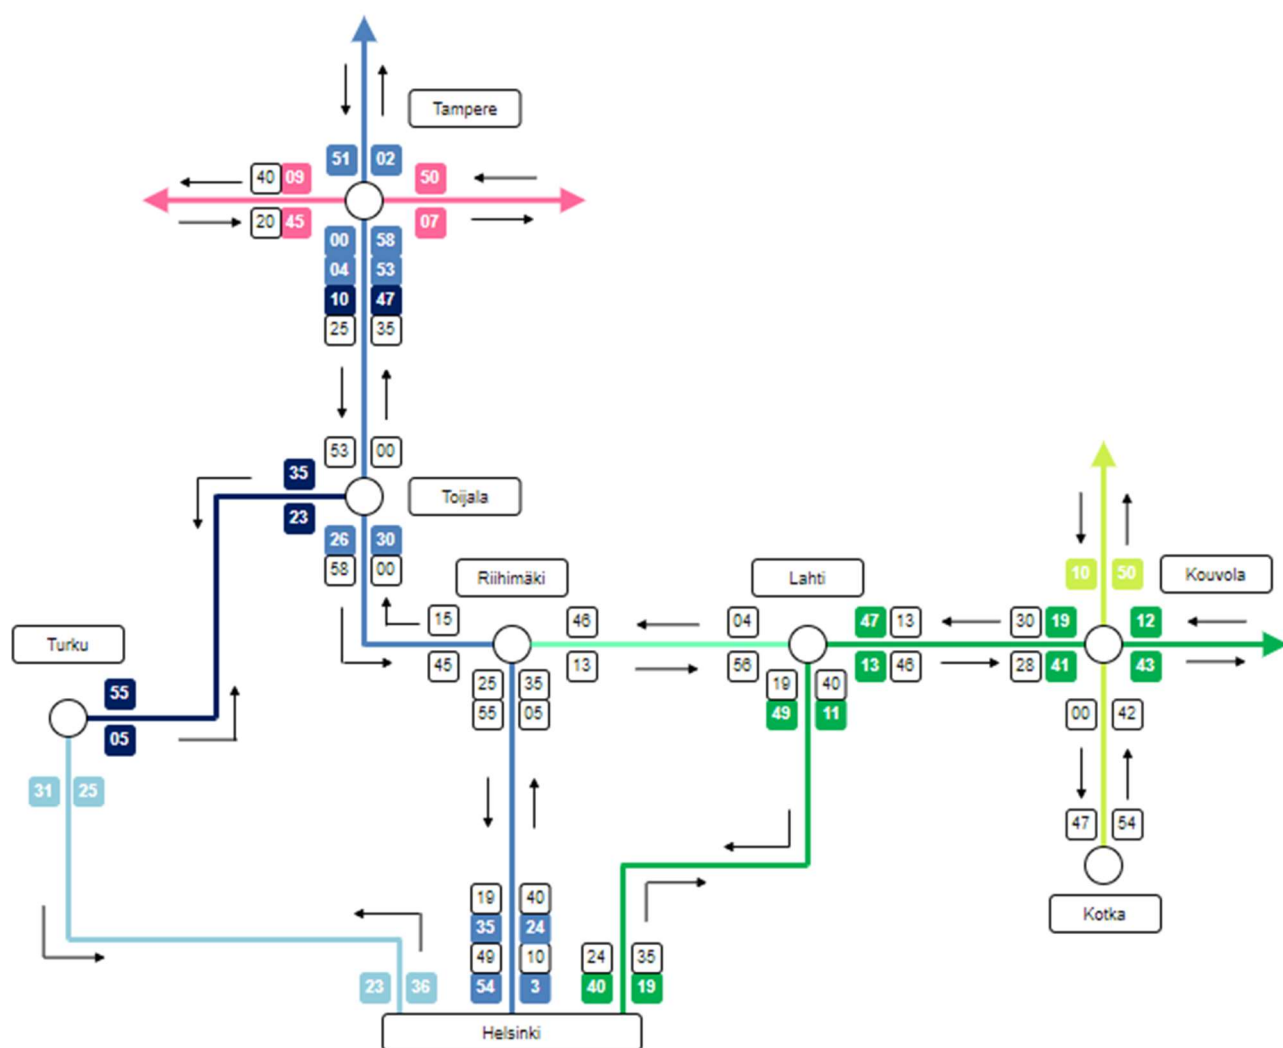 Tampere
51 02
40 09 50
20 45 07
00 58
04 53
10 47
25 35
53 00
35
23
Toijala
26 30
58 00
Riihimäki
Lahti
10 50
Kouvola
15 46 04 47 13 30 19 12
45 13 56 13 46 28 41 43
25 35 19 40
55 05 49 11
Turku
55
05
00 42
31 25
47 54
Kotka
19 40
35 24
49 10 24 35
23 36 54 3 40 19
Helsinki